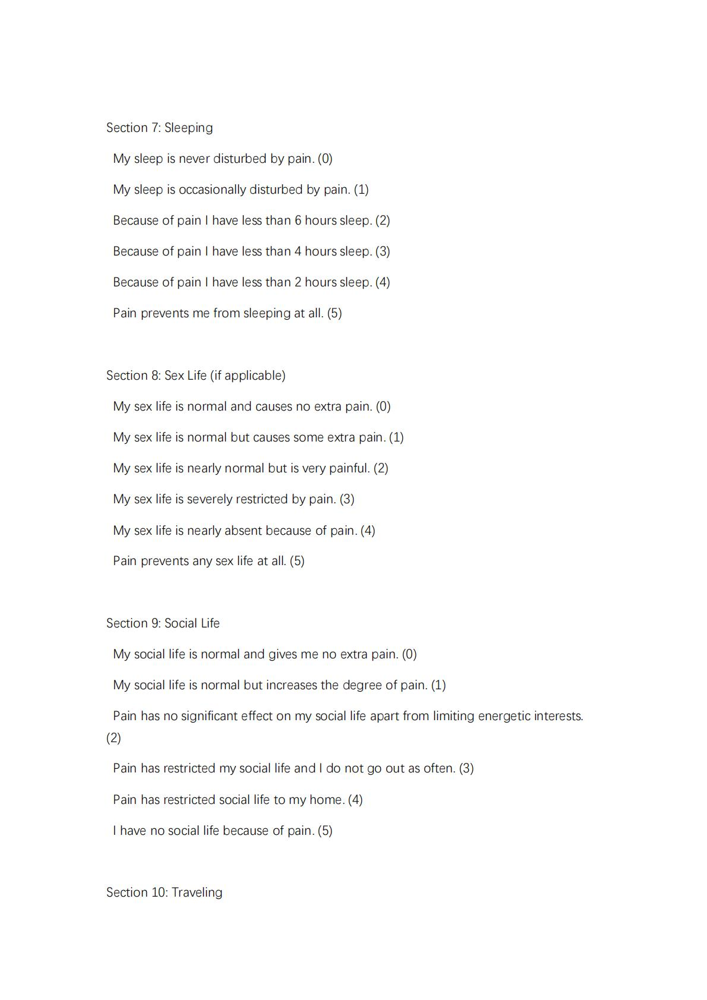 Section 7: Sleeping
My sleep is never disturbed by pain. (0)
My sleep is occasionally disturbed by pain. (1)
Because of pain I have less than 6 hours sleep. (2)
Because of pain I have less than 4 hours sleep. (3)
Because of pain I have less than 2 hours sleep. (4)
Pain prevents me from sleeping at all. (5)
Section 8: Sex Life (if applicable)
My sex life is normal and causes no extra pain. (0)
My sex life is normal but causes some extra pain. (1)
My sex life is nearly normal but is very painful. (2)
My sex life is severely restricted by pain. (3)
My sex life is nearly absent because of pain. (4)
Pain prevents any sex life at all. (5)
Section 9: Social Life
My social life is normal and gives me no extra pain. (0)
My social life is normal but increases the degree of pain. (1)
Pain has no significant effect on my social life apart from limiting energetic interests.
(2)
Pain has restricted my social life and I do not go out as often. (3)
Pain has restricted social life to my home. (4)
I have no social life because of pain. (5)
Section 10: Traveling